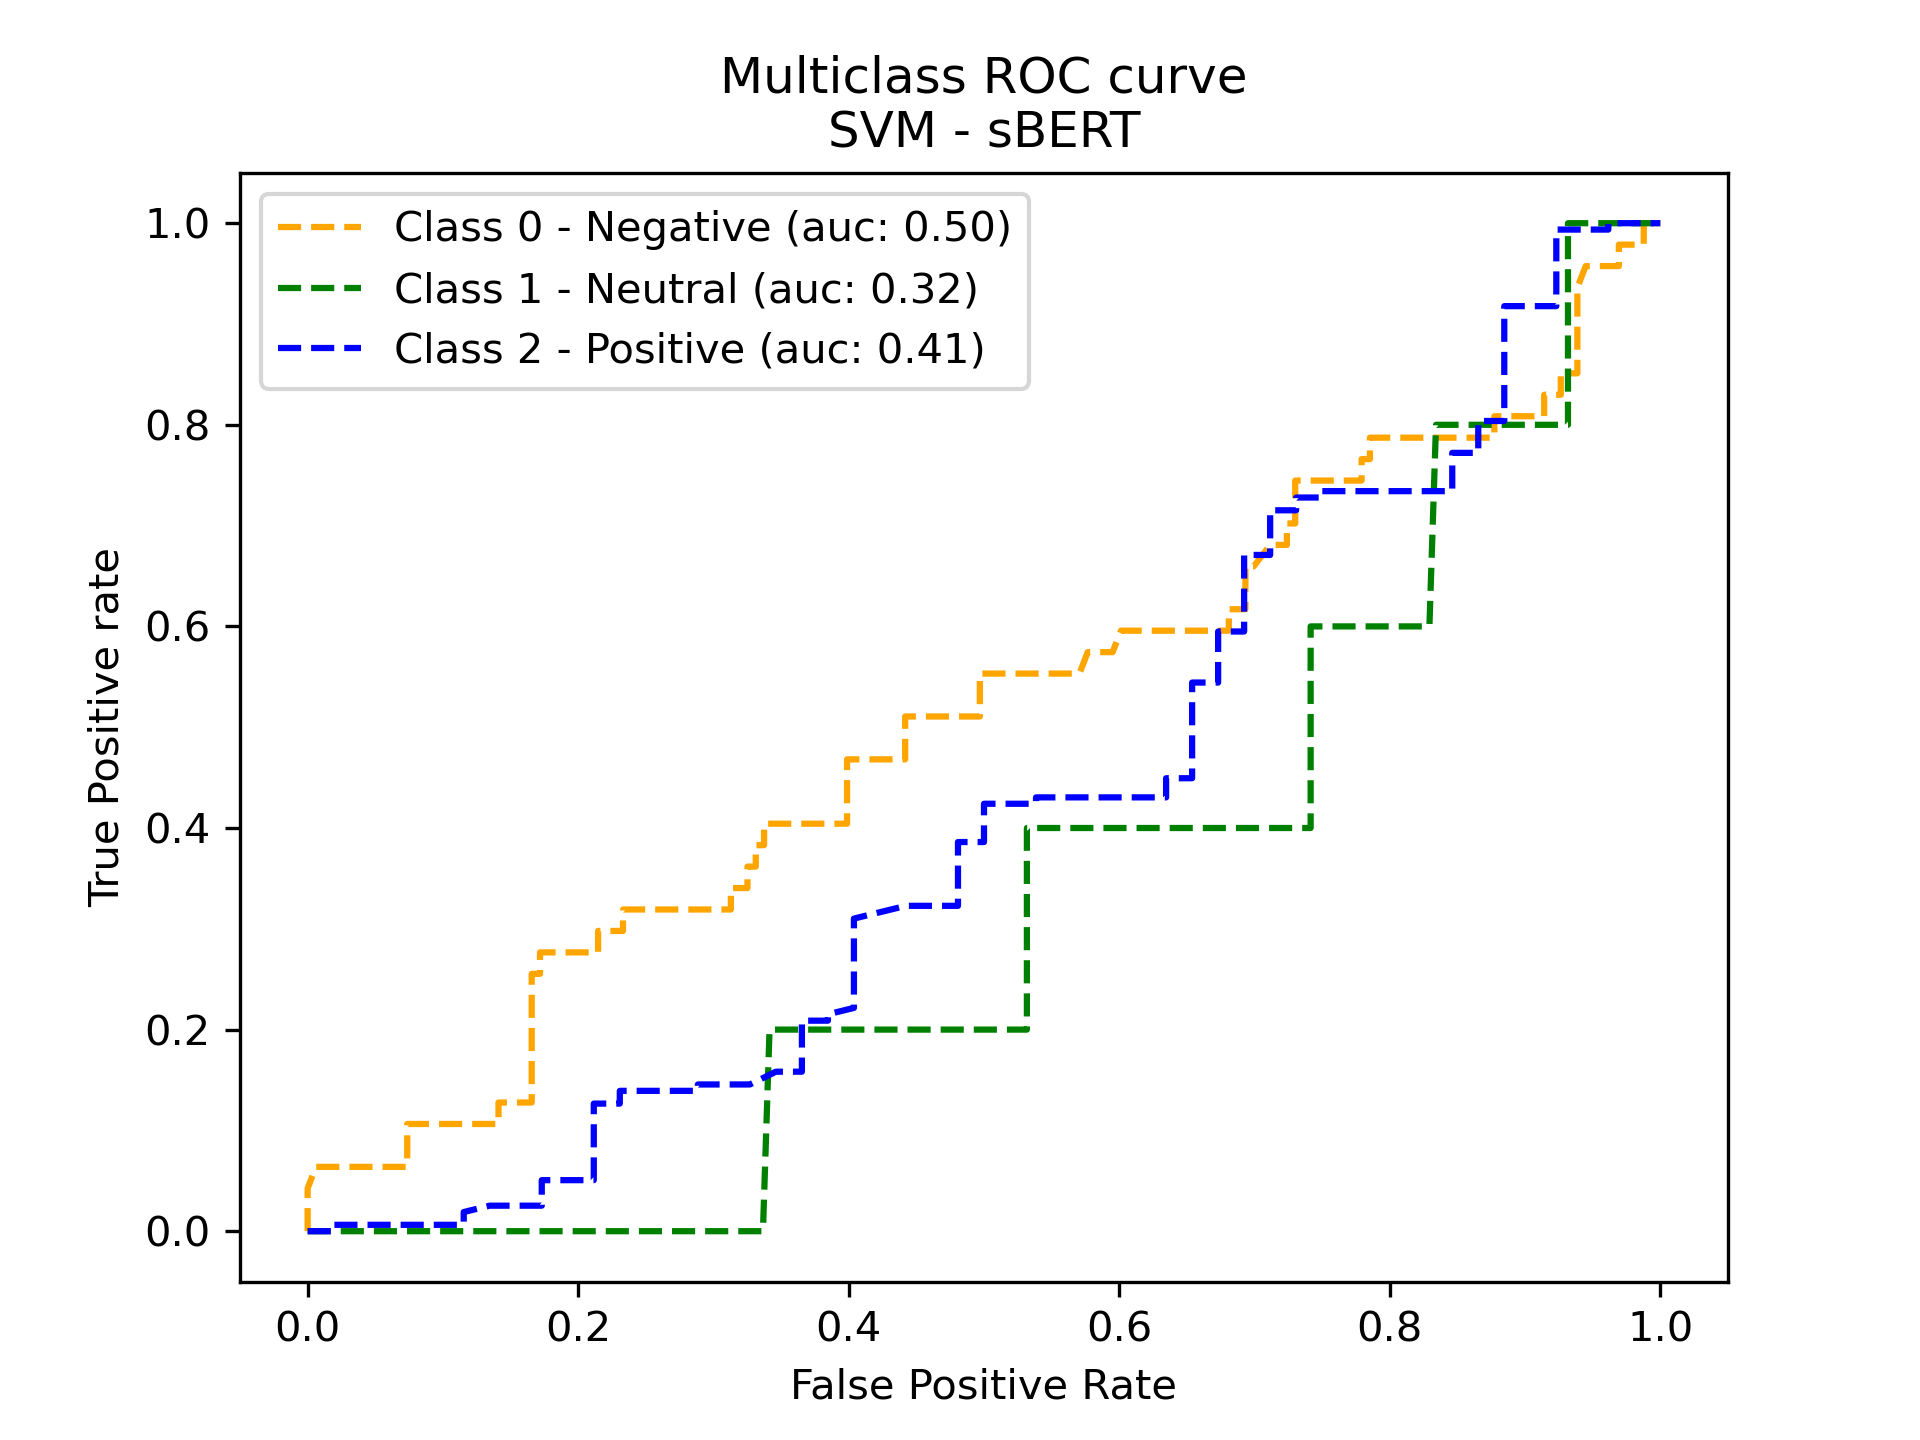 Multiclass ROC curve
SVM - sBERT
Class 0 - Negative (auc: 0.50)
Class 1 - Neutral (auc: 0.32)
Class 2 - Positive (auc: 0.41)
1.0
0.8
0.6
0.4
0.2
0.0
True Positive rate
0.0 0.2 0.4 0.6 0.8 1.0
False Positive Rate